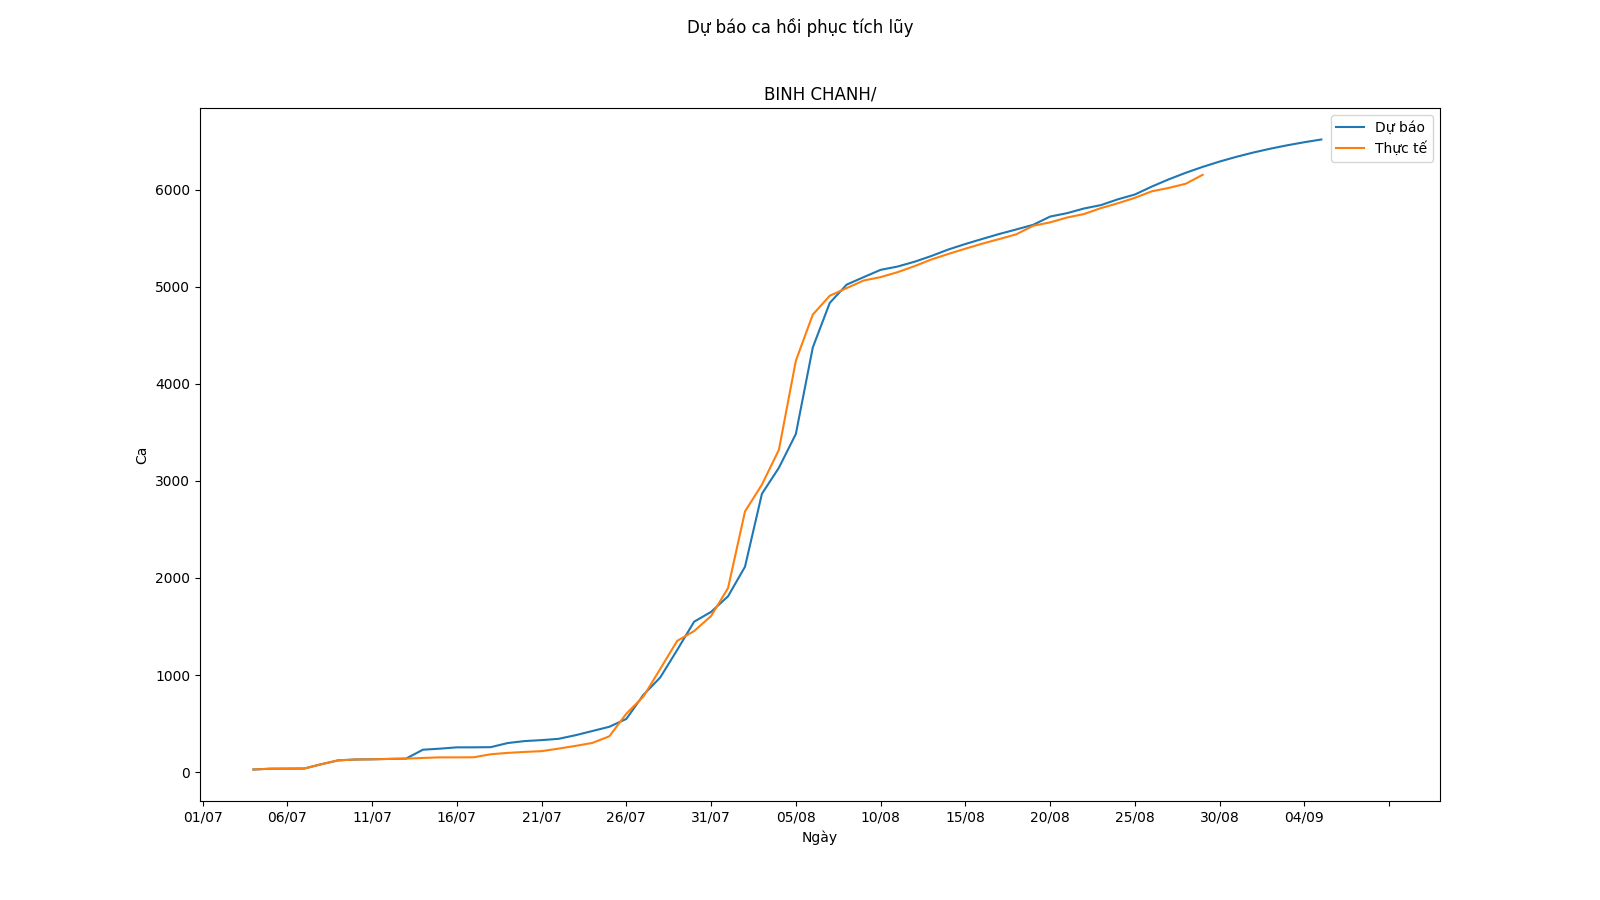 Dự báo ca hồi phục tích lũy
BINH CHANH/
Dự báo
Thực tế
6000
5000
4000
3000
2000
1000
0
Ca
01/07 06/07 11/07 16/07 21/07 26/07 31/07 05/08 10/08 15/08 20/08 25/08 30/08 04/09
Ngày